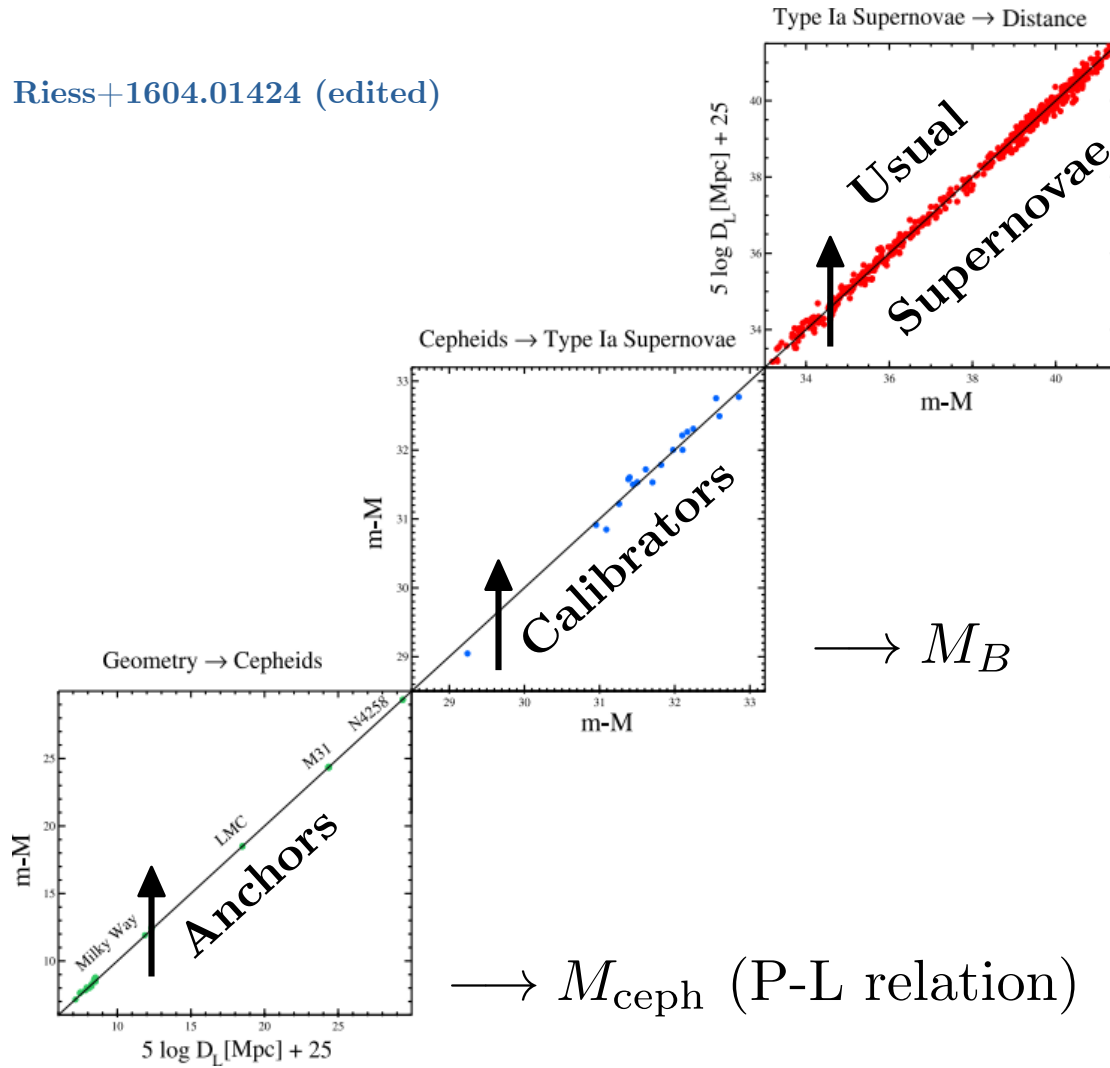 Type Ia Supernovae → Distance
Riess+1604.01424 (edited)
5 log D_L[Mpc] + 25
40
38
36
34
Usual
Supernovae
34
36
38
40
m-M
Cepheids → Type Ia Supernovae
m-M
33
32
31
30
29
Calibrators
29
30
31
32
33
m-M
⟶ M_B
Geometry → Cepheids
m-M
25
20
15
10
Milky Way
LMC
M31
N4258
Anchors
10
15
20
25
5 log D_L[Mpc] + 25
⟶ M_ceph (P-L relation)